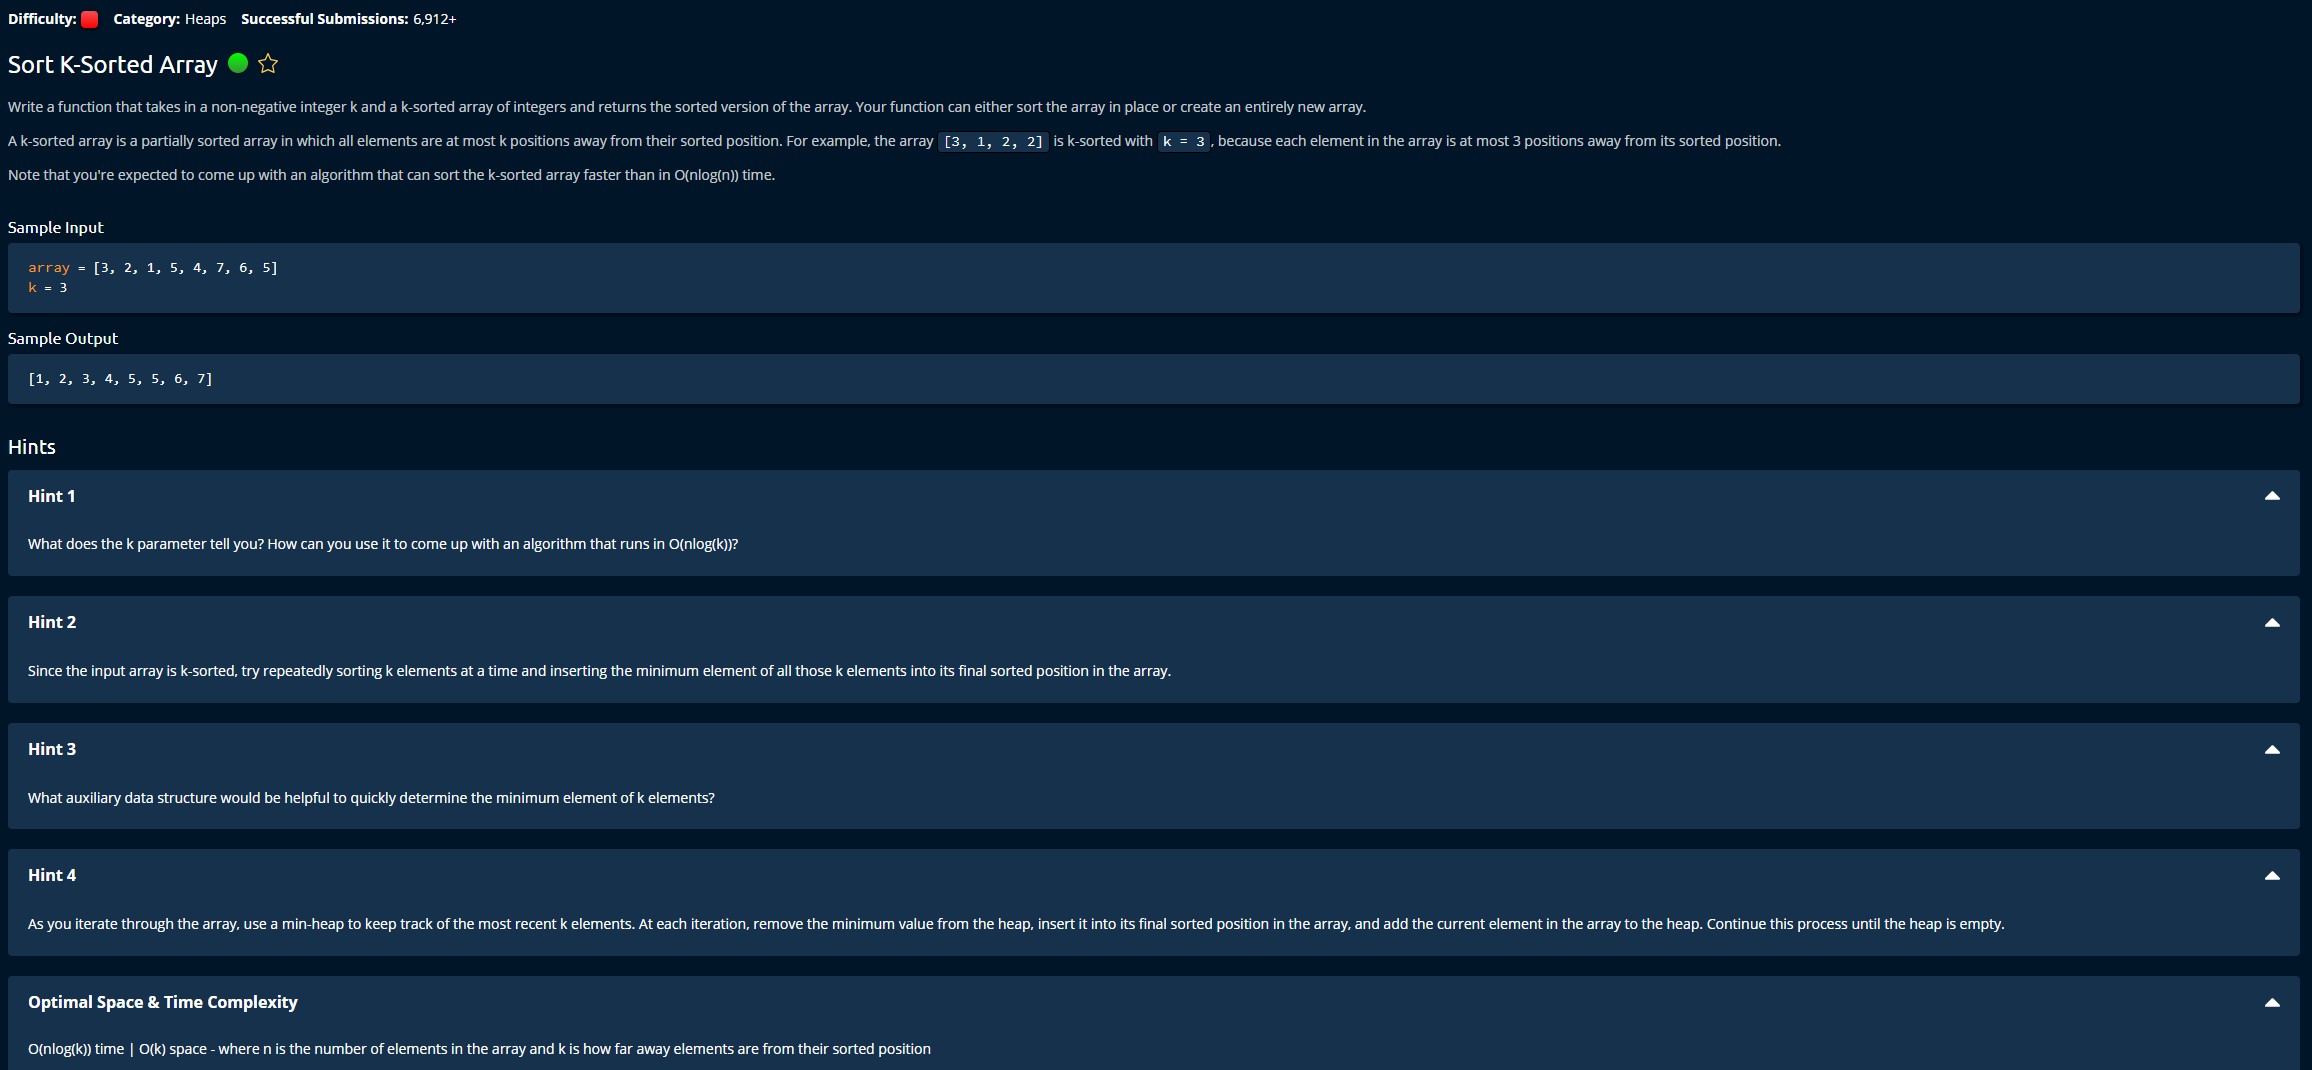 Difficulty: Category: Heaps Successful Submissions: 6,912+
Sort K-Sorted Array
Write a function that takes in a non-negative integer k and a k-sorted array of integers and returns the sorted version of the array. Your function can either sort the array in place or create an entirely new array.
A k-sorted array is a partially sorted array in which all elements are at most k positions away from their sorted position. For example, the array [3, 1, 2, 2] is k-sorted with k = 3, because each element in the array is at most 3 positions away from its sorted position.
Note that you're expected to come up with an algorithm that can sort the k-sorted array faster than in O(nlog(n)) time.
Sample Input
array = [3, 2, 1, 5, 4, 7, 6, 5]
k = 3
Sample Output
[1, 2, 3, 4, 5, 5, 6, 7]
Hints
Hint 1
What does the k parameter tell you? How can you use it to come up with an algorithm that runs in O(nlog(k))?
Hint 2
Since the input array is k-sorted, try repeatedly sorting k elements at a time and inserting the minimum element of all those k elements into its final sorted position in the array.
Hint 3
What auxiliary data structure would be helpful to quickly determine the minimum element of k elements?
Hint 4
As you iterate through the array, use a min-heap to keep track of the most recent k elements. At each iteration, remove the minimum value from the heap, insert it into its final sorted position in the array, and add the current element in the array to the heap. Continue this process until the heap is empty.
Optimal Space & Time Complexity
O(nlog(k)) time | O(k) space - where n is the number of elements in the array and k is how far away elements are from their sorted position